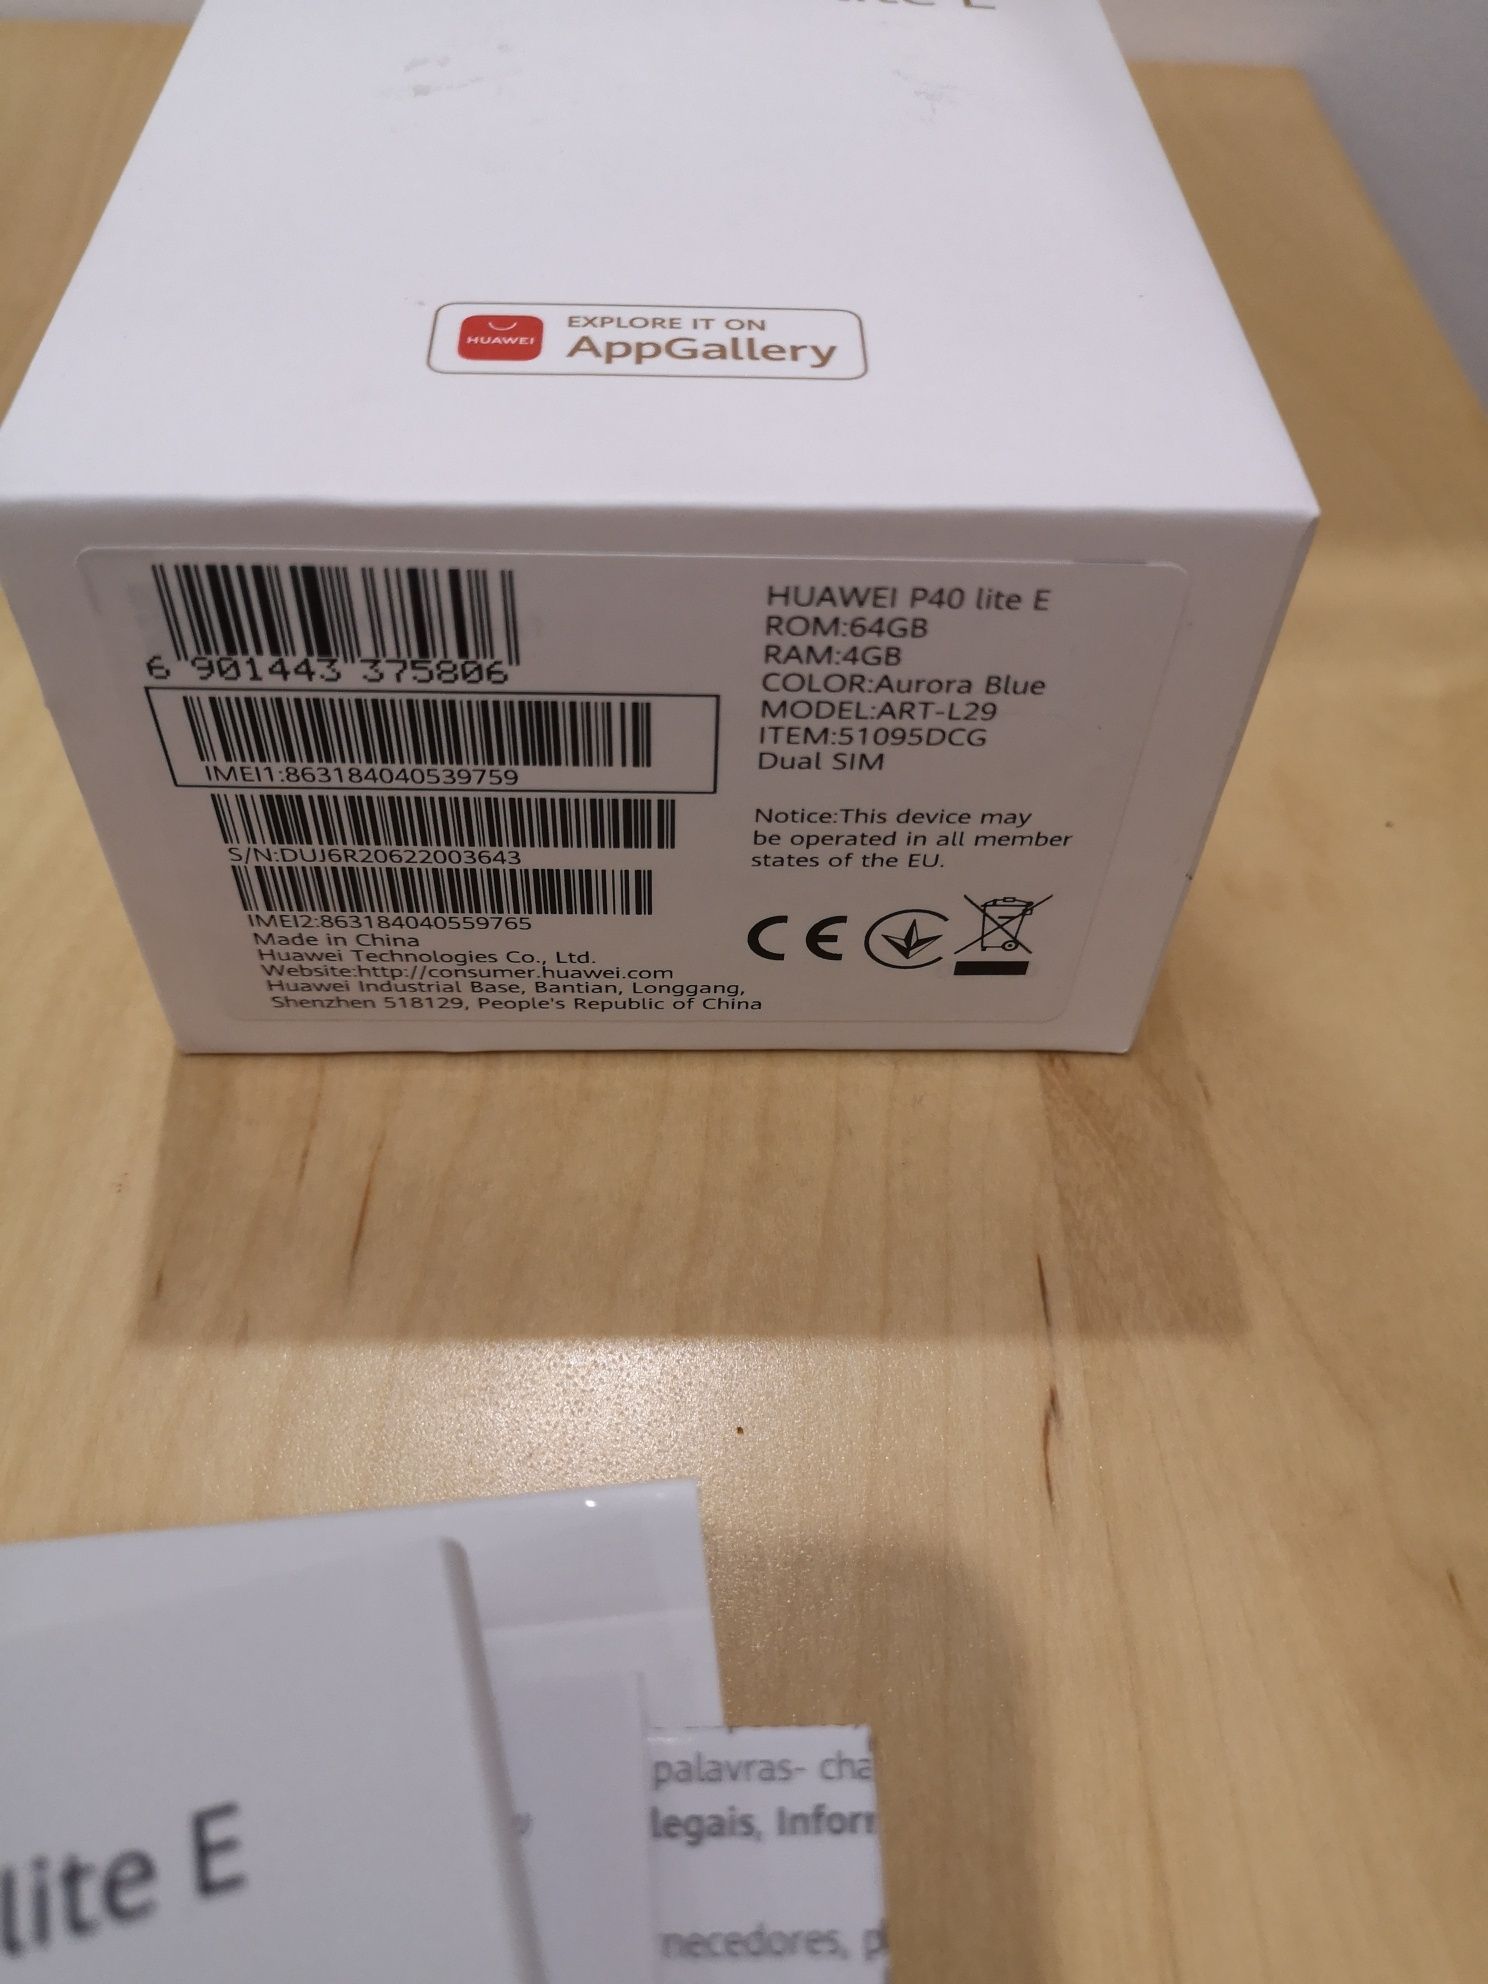 HUAWEI
EXPLORE IT ON
AppGallery
6 901443 375806
IMEI1:863184040539759
S/N:DUJ6R20622003643
IMEI2:863184040559765
Made in China
Huawei Technologies Co., Ltd.
Website:http://consumer.huawei.com
Huawei Industrial Base, Bantian, Longgang,
Shenzhen 518129, People's Republic of China
HUAWEI P40 lite E
ROM:64GB
RAM:4GB
COLOR:Aurora Blue
MODEL:ART-L29
ITEM:51095DCG
Dual SIM
Notice:This device may
be operated in all member
states of the EU.
CE
lite E
palavras- cha
legais, Infor
necedores, p